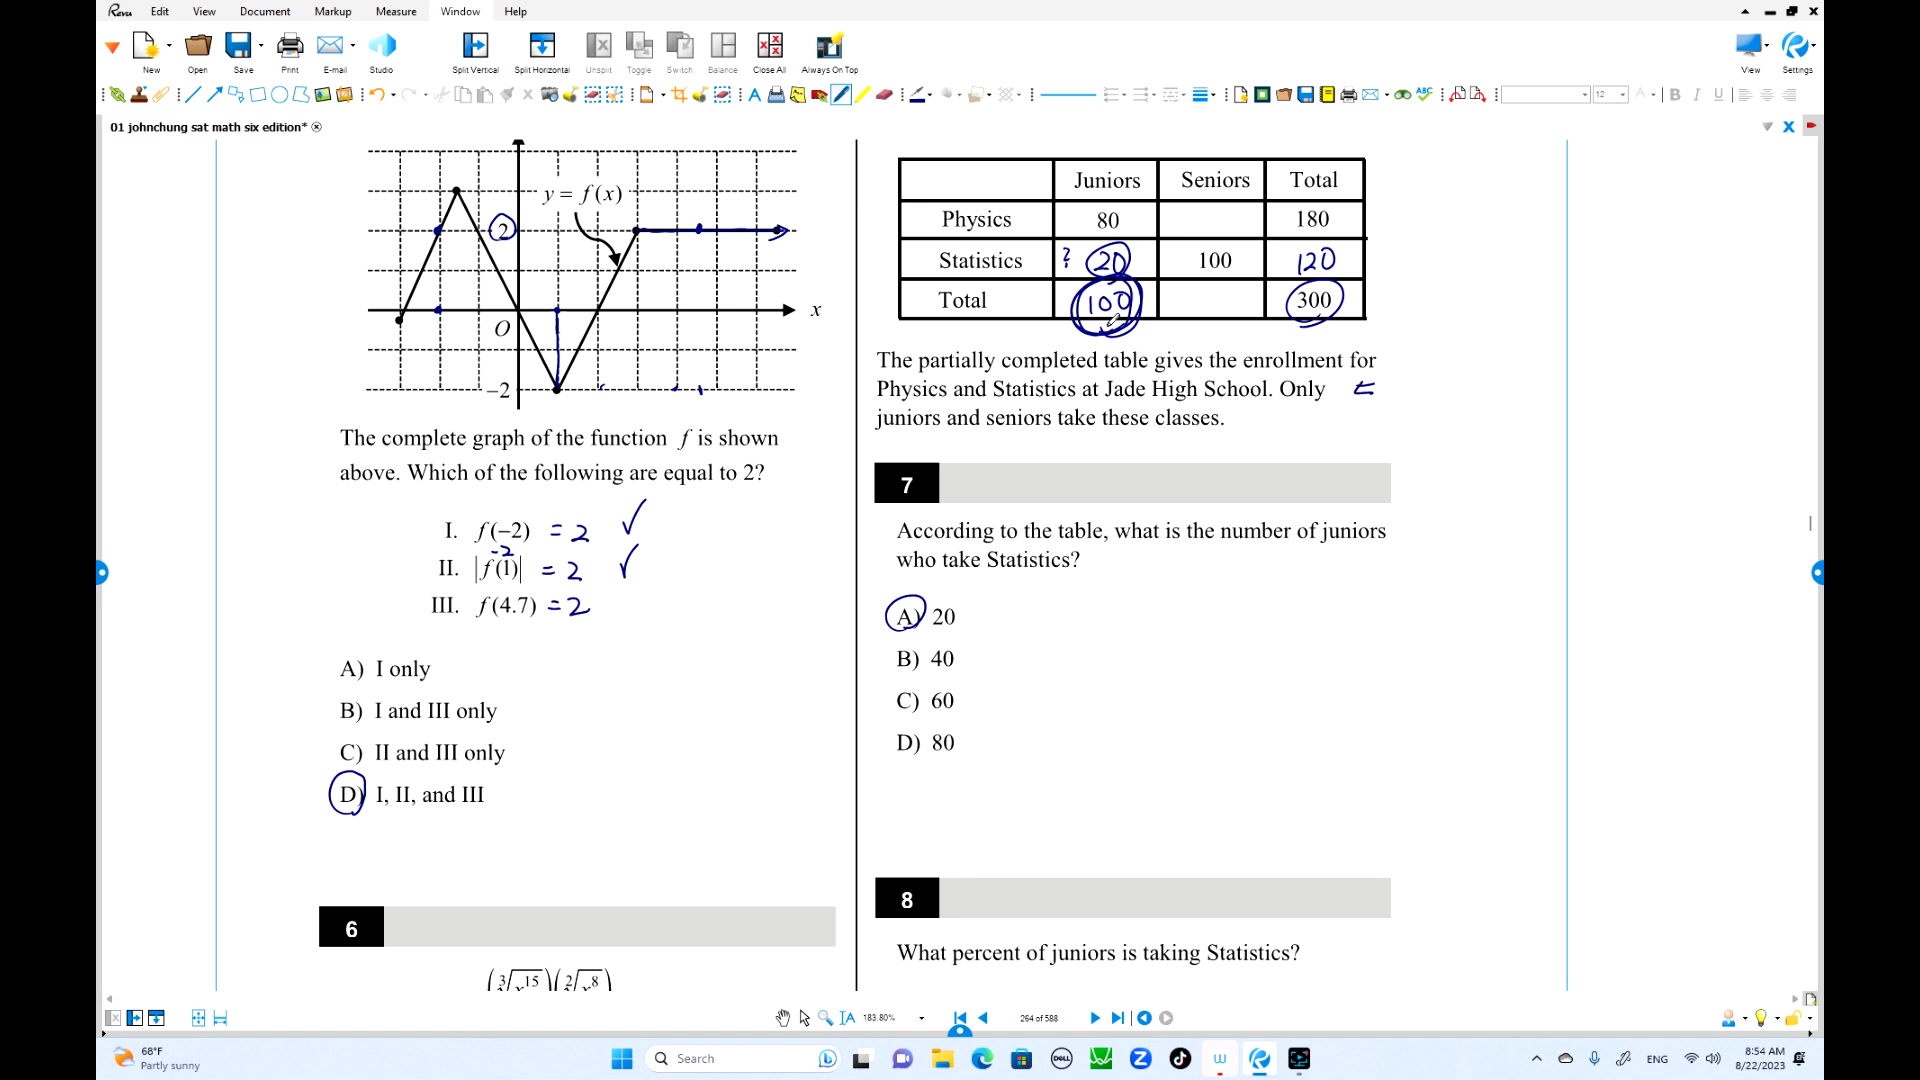 Revu File Edit View Document Markup Measure Window Help
New Open Save Print E-mail Studio Split Vertical Split Horizontal Unsplit Toggle Switch Balance Close All Always On Top View Settings
12
01 johnchung sat math six edition*
y = f(x)
2
x
O
−2
The complete graph of the function f is shown
above. Which of the following are equal to 2?
I. f(−2) = 2 ✓
-2
II. |f(1)| = 2 ✓
III. f(4.7) = 2
A) I only
B) I and III only
C) II and III only
D) I, II, and III
6
(∛x^15)(²√x^8)
Juniors Seniors Total
Physics 80 180
Statistics ? 20 100 120
Total 100 300
The partially completed table gives the enrollment for
Physics and Statistics at Jade High School. Only
juniors and seniors take these classes.
7
According to the table, what is the number of juniors
who take Statistics?
A) 20
B) 40
C) 60
D) 80
8
What percent of juniors is taking Statistics?
183.80% 264 of 588
68°F
Partly sunny
Search
DELL
ENG
8:54 AM
8/22/2023